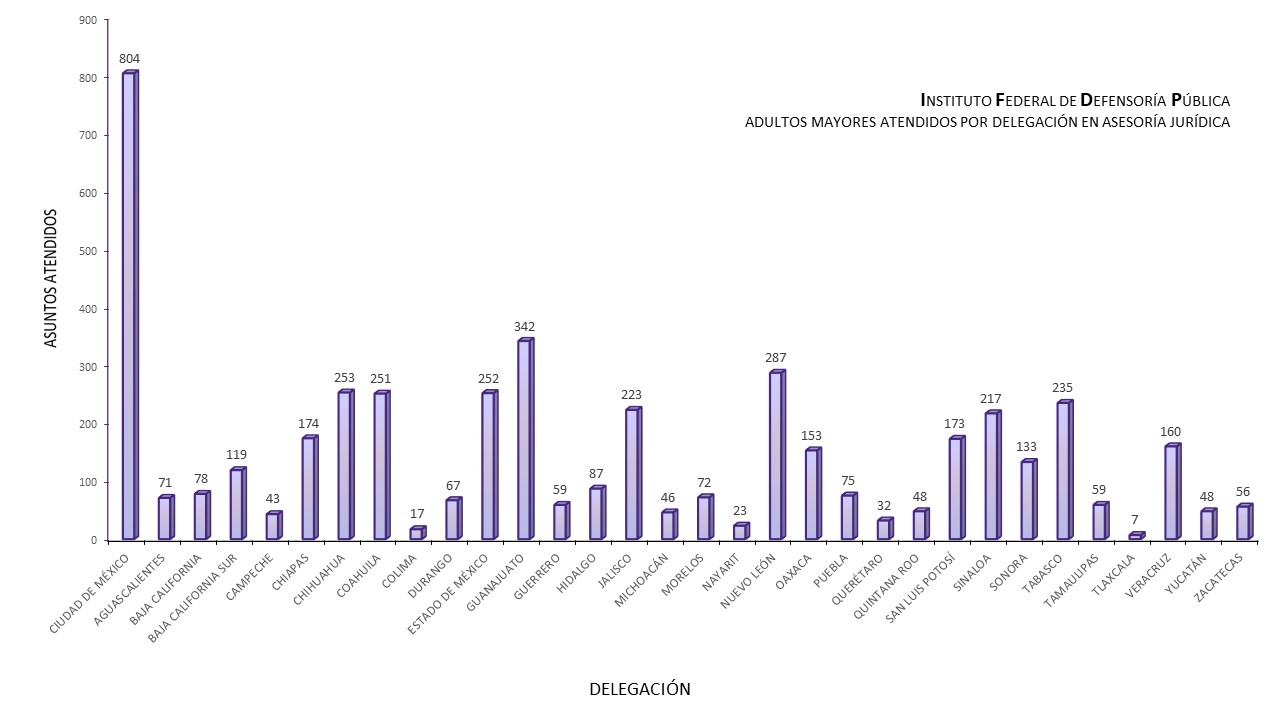 INSTITUTO FEDERAL DE DEFENSORÍA PÚBLICA
ADULTOS MAYORES ATENDIDOS POR DELEGACIÓN EN ASESORÍA JURÍDICA
ASUNTOS ATENDIDOS
900
800
700
600
500
400
300
200
100
0
804
71
78
119
43
174
253
251
17
67
252
342
59
87
223
46
72
23
287
153
75
32
48
173
217
133
235
59
7
160
48
56
CIUDAD DE MÉXICO
AGUASCALIENTES
BAJA CALIFORNIA
BAJA CALIFORNIA SUR
CAMPECHE
CHIAPAS
CHIHUAHUA
COAHUILA
COLIMA
DURANGO
ESTADO DE MÉXICO
GUANAJUATO
GUERRERO
HIDALGO
JALISCO
MICHOACÁN
MORELOS
NAYARIT
NUEVO LEÓN
OAXACA
PUEBLA
QUERÉTARO
QUINTANA ROO
SAN LUIS POTOSÍ
SINALOA
SONORA
TABASCO
TAMAULIPAS
TLAXCALA
VERACRUZ
YUCATÁN
ZACATECAS
DELEGACIÓN